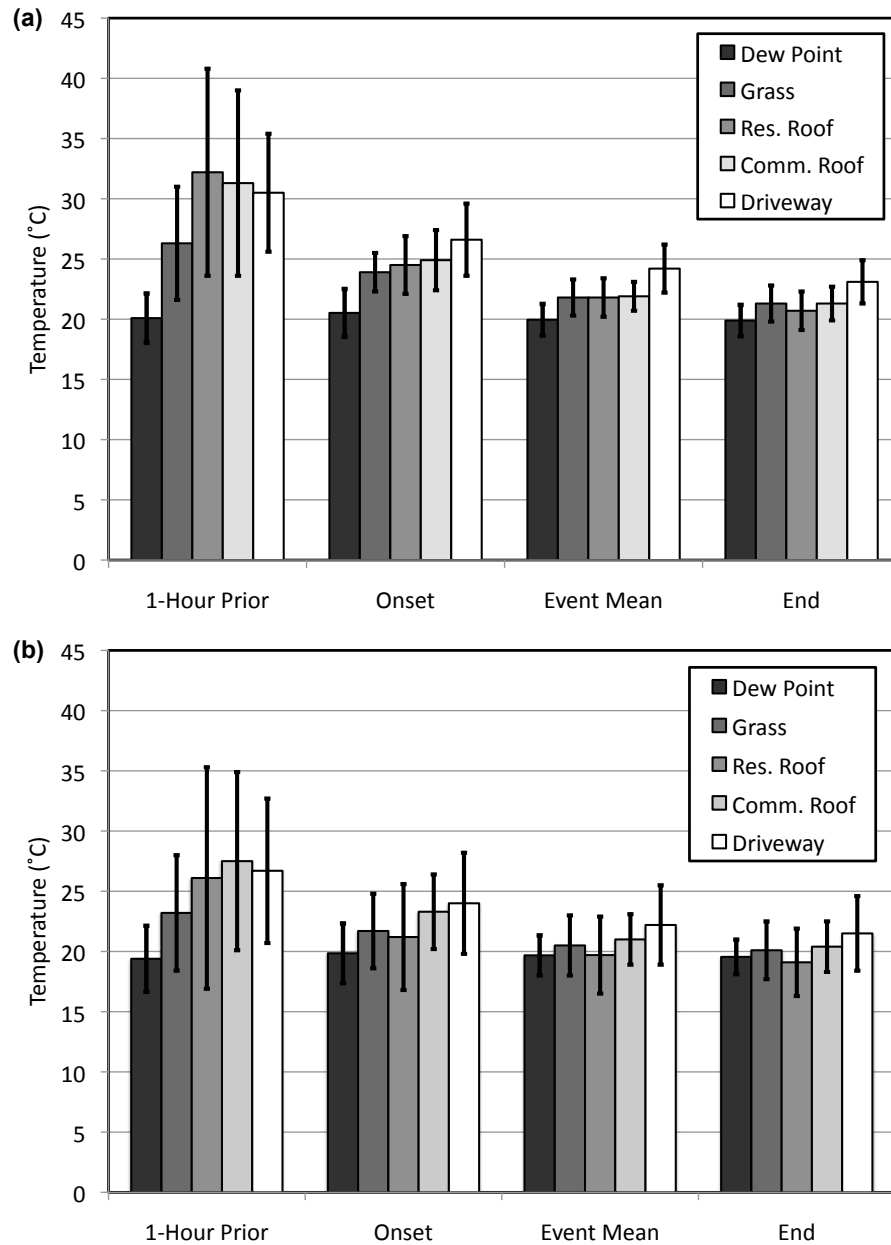 (a)
45
40
35
30
25
20
15
10
5
0
Temperature (˚C)
Dew Point
Grass
Res. Roof
Comm. Roof
Driveway
1-Hour Prior Onset Event Mean End
(b)
45
40
35
30
25
20
15
10
5
0
Temperature (˚C)
Dew Point
Grass
Res. Roof
Comm. Roof
Driveway
1-Hour Prior Onset Event Mean End